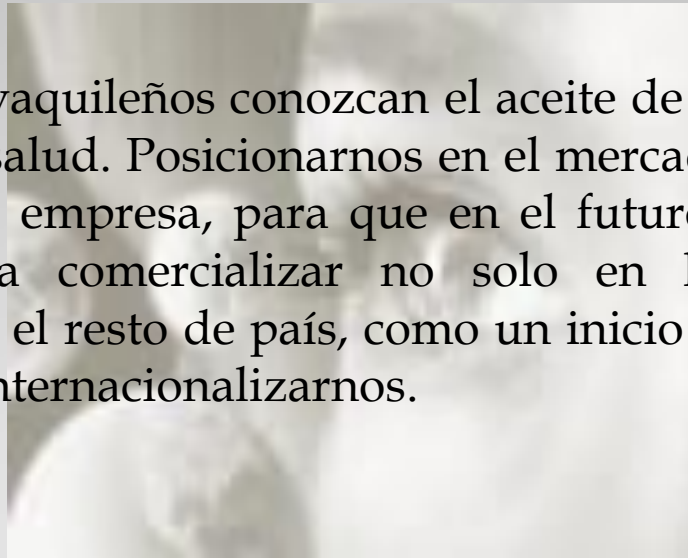 yaquileños conozcan el aceite de
salud. Posicionarnos en el merca
empresa, para que en el futuro
a comercializar no solo en l
el resto de país, como un inicio
nternacionalizarnos.